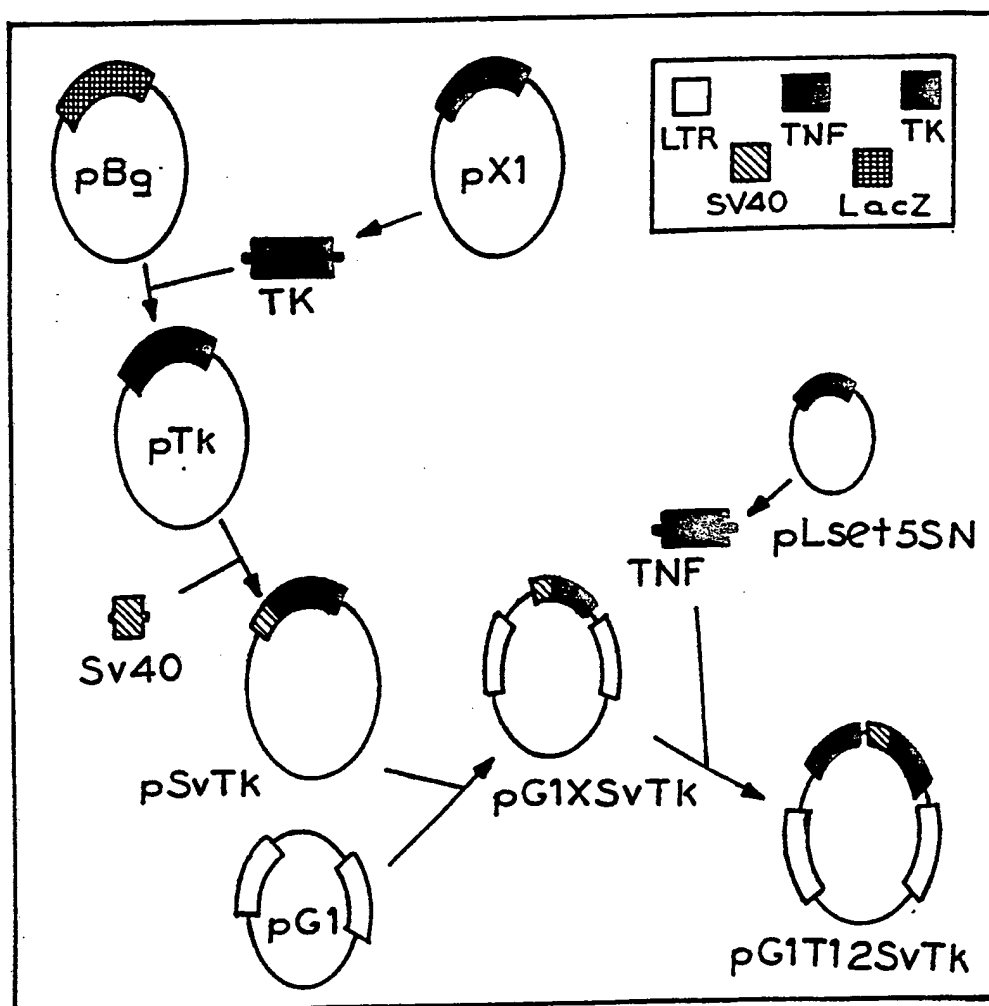 pBg
pX1
LTR
TNF
TK
SV40
LacZ
TK
pTk
pLset5SN
TNF
Sv40
pSvTk
pG1XSvTk
pG1
pG1T12SvTk